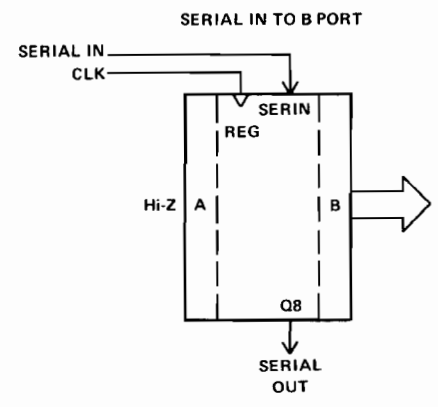 SERIAL IN TO B PORT
SERIAL IN
CLK
SERIN
REG
Hi-Z
A
B
Q8
SERIAL
OUT